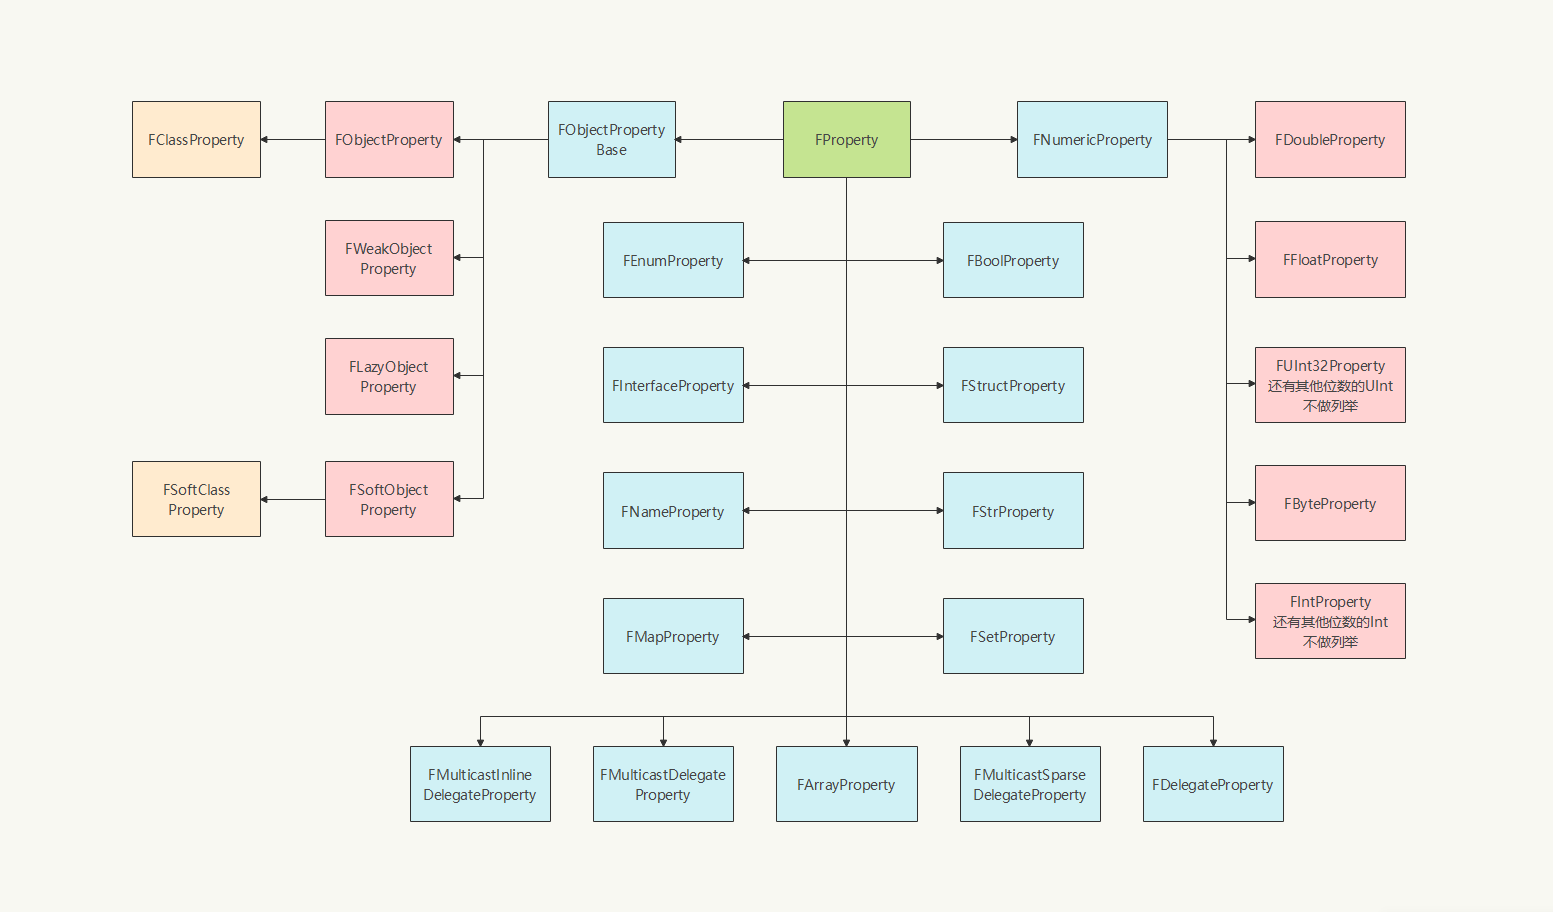 FClassProperty
FObjectProperty
FObjectProperty
Base
FProperty
FNumericProperty
FDoubleProperty
FWeakObject
Property
FEnumProperty
FBoolProperty
FFloatProperty
FLazyObject
Property
FInterfaceProperty
FStructProperty
FUInt32Property
还有其他位数的UInt
不做列举
FSoftClass
Property
FSoftObject
Property
FNameProperty
FStrProperty
FByteProperty
FMapProperty
FSetProperty
FIntProperty
还有其他位数的Int
不做列举
FMulticastInline
DelegateProperty
FMulticastDelegate
Property
FArrayProperty
FMulticastSparse
DelegateProperty
FDelegateProperty